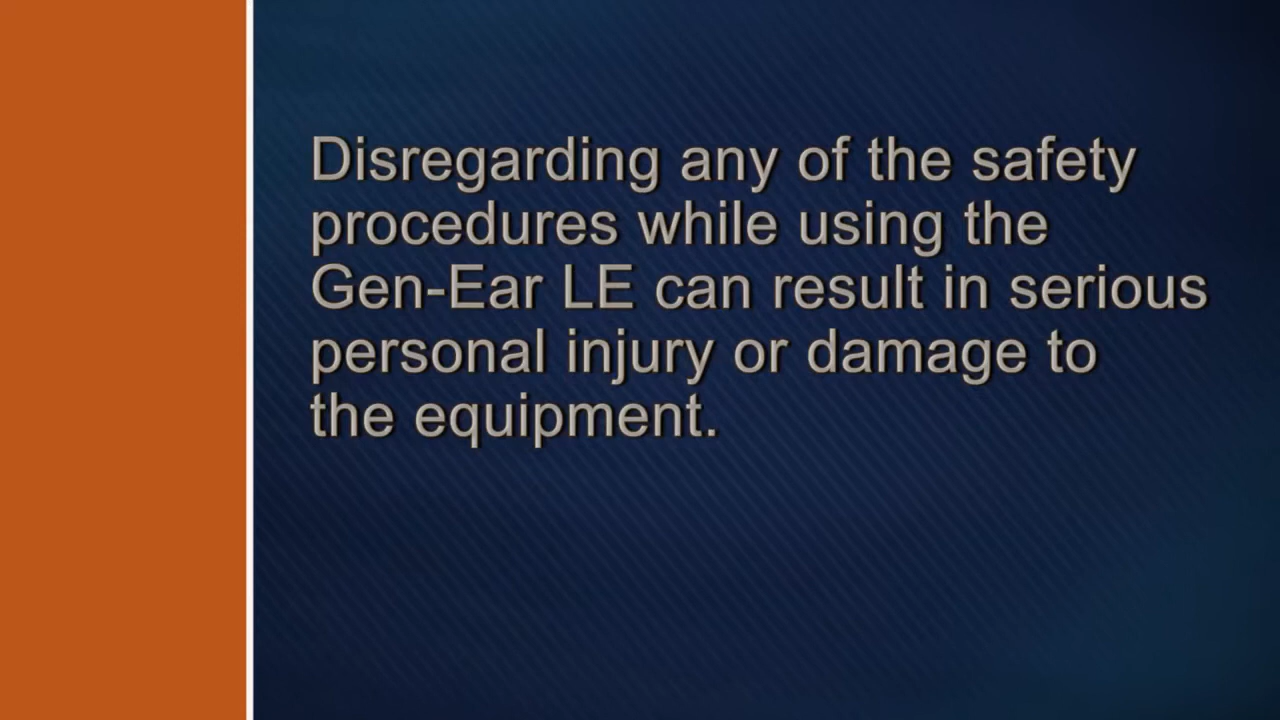 Disregarding any of the safety
procedures while using the
Gen-Ear LE can result in serious
personal injury or damage to
the equipment.